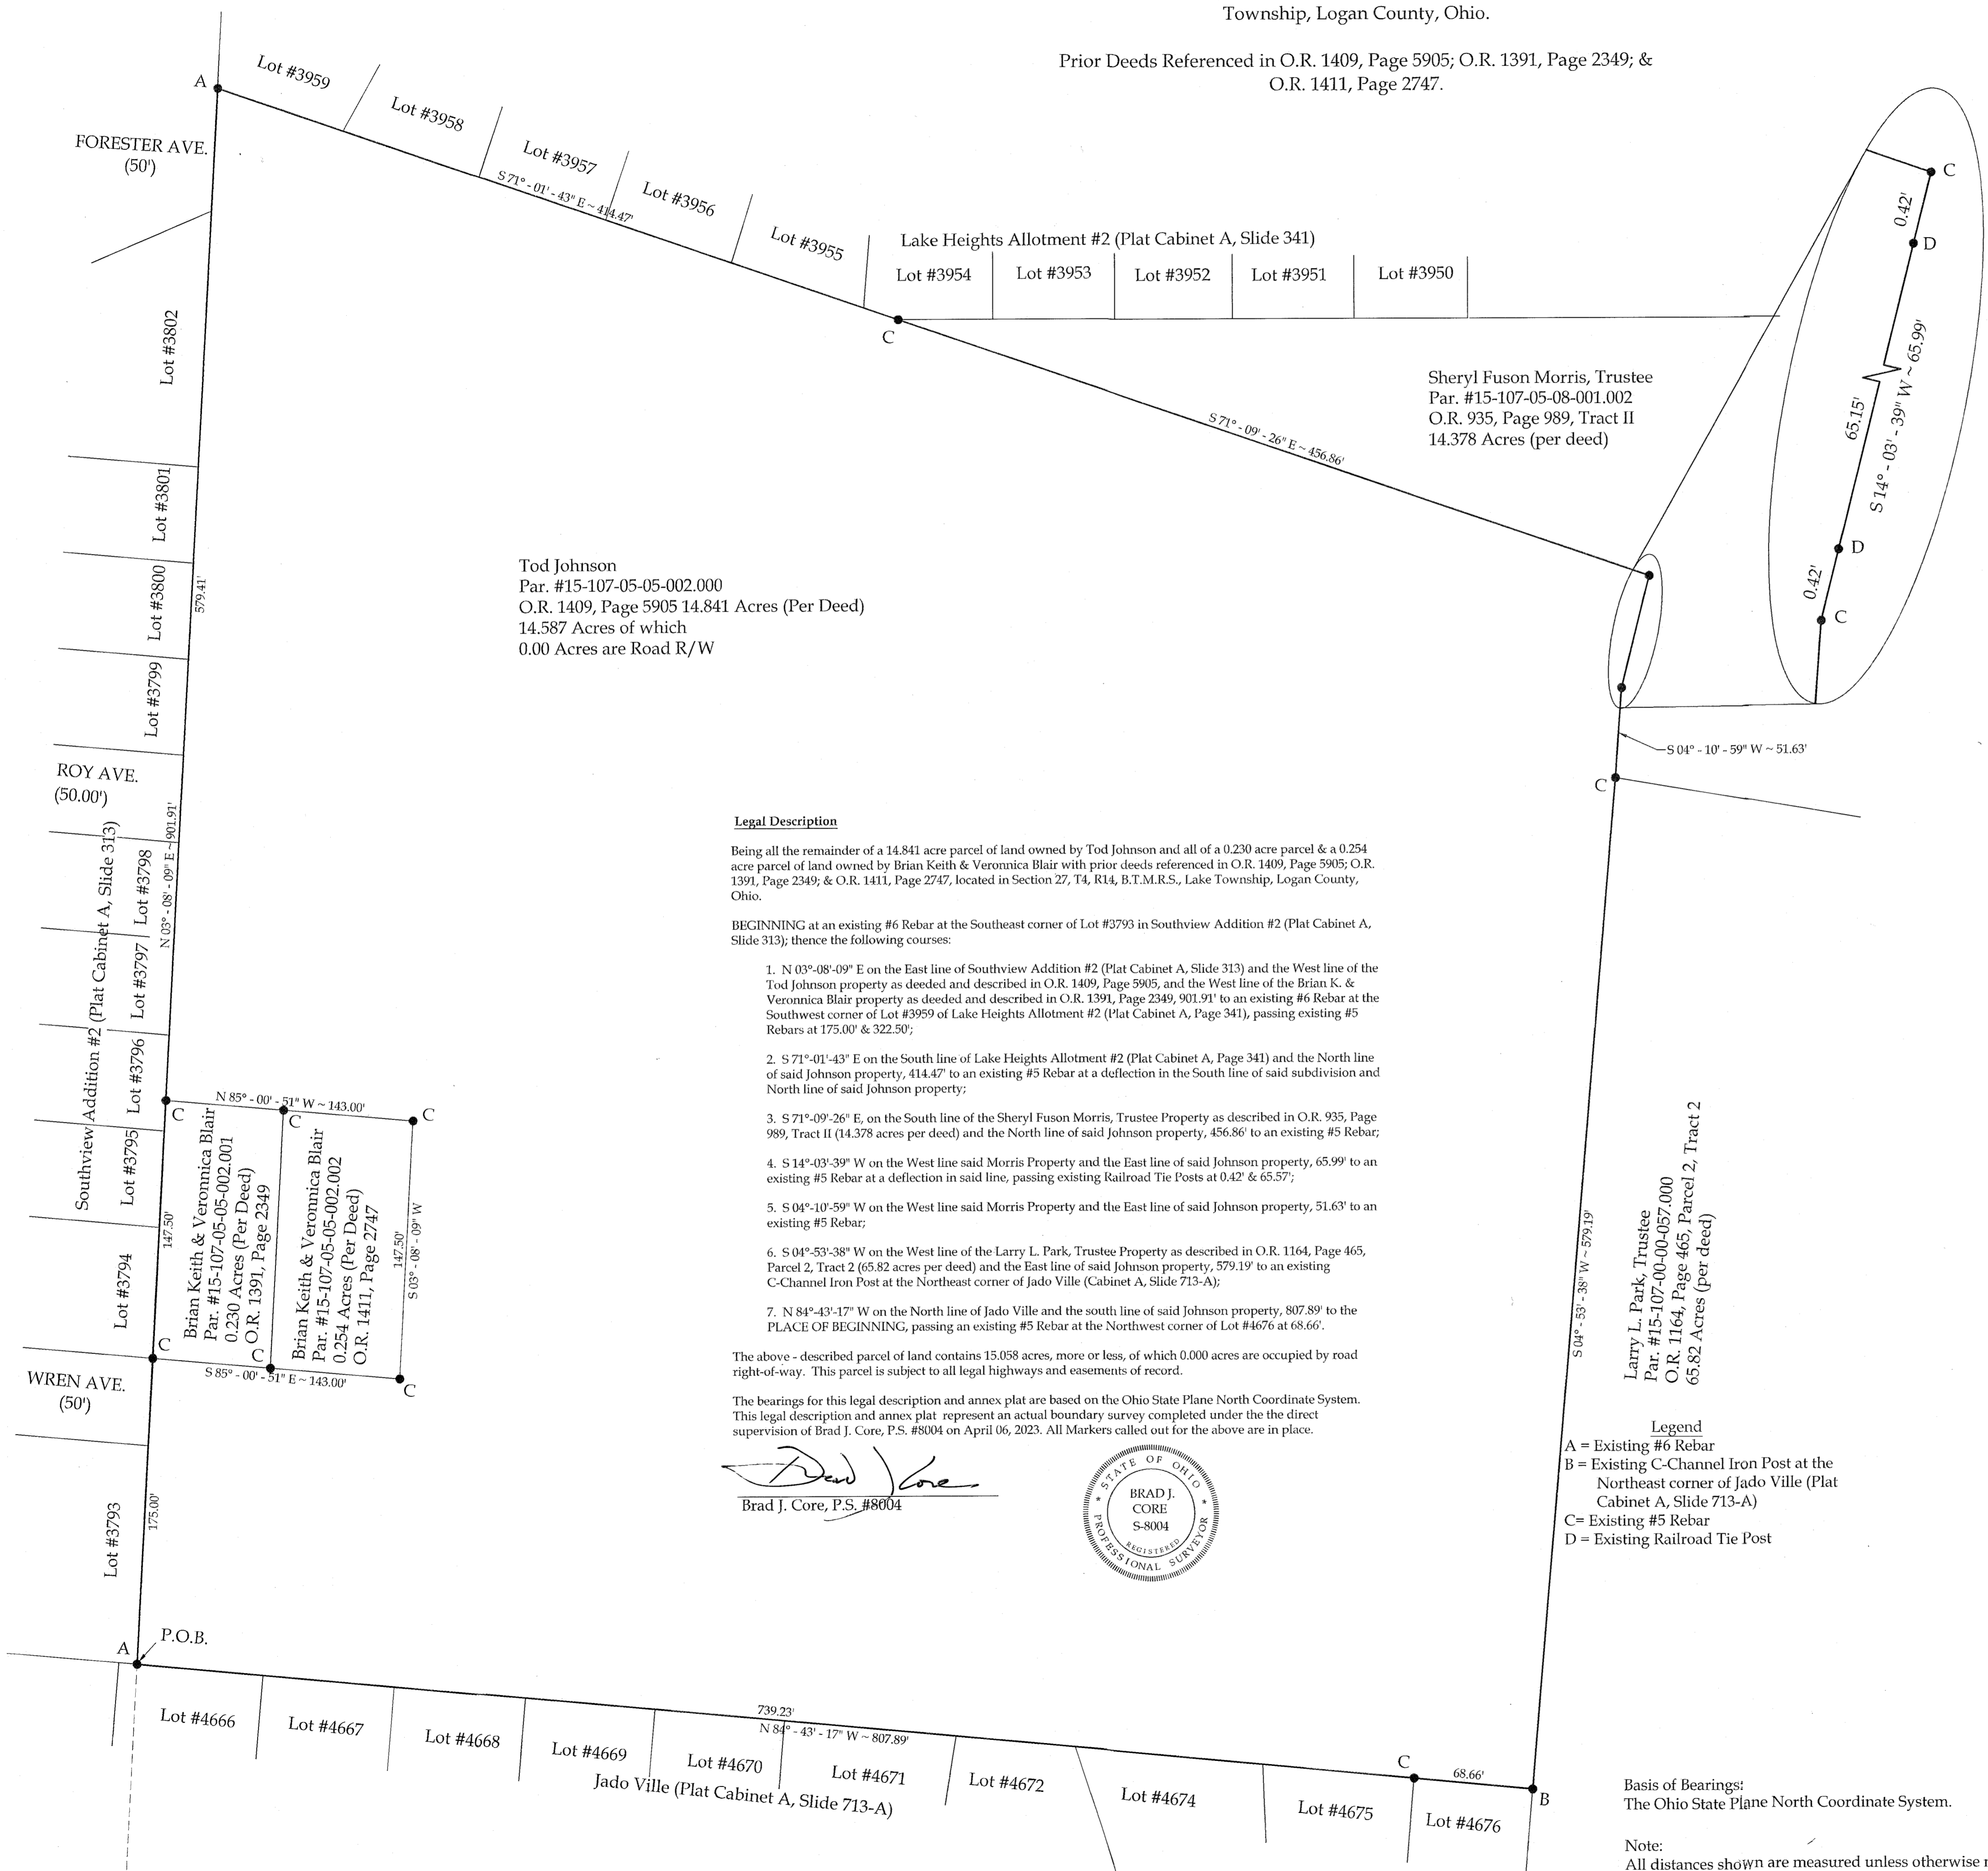 Township, Logan County, Ohio.
Prior Deeds Referenced in O.R. 1409, Page 5905; O.R. 1391, Page 2349; &
O.R. 1411, Page 2747.
A
Lot #3959
Lot #3958
Lot #3957
Lot #3956
Lot #3955
S 71° - 01' - 43" E ~ 414.47'
FORESTER AVE.
(50')
Lake Heights Allotment #2 (Plat Cabinet A, Slide 341)
Lot #3954
Lot #3953
Lot #3952
Lot #3951
Lot #3950
C
C
0.42'
D
65.15'
S 14° - 03' - 39" W ~ 65.99'
D
0.42'
C
Sheryl Fuson Morris, Trustee
Par. #15-107-05-08-001.002
O.R. 935, Page 989, Tract II
14.378 Acres (per deed)
S 71° - 09' - 26" E ~ 456.86'
Lot #3802
Lot #3801
Lot #3800
Lot #3799
579.41'
Tod Johnson
Par. #15-107-05-05-002.000
O.R. 1409, Page 5905 14.841 Acres (Per Deed)
14.587 Acres of which
0.00 Acres are Road R/W
S 04° - 10' - 59" W ~ 51.63'
C
ROY AVE.
(50.00')
Southview Addition #2 (Plat Cabinet A, Slide 313)
Lot #3798
Lot #3797
Lot #3796
Lot #3795
Lot #3794
N 03° - 08' - 09" E ~ 901.91'
N 85° - 00' - 51" W ~ 143.00'
C
C
C
147.50'
Brian Keith & Veronnica Blair
Par. #15-107-05-05-002.001
0.230 Acres (Per Deed)
O.R. 1391, Page 2349
Brian Keith & Veronnica Blair
Par. #15-107-05-05-002.002
0.254 Acres (Per Deed)
O.R. 1411, Page 2747
147.50'
S 03° - 08' - 09" W
C
C
C
S 85° - 00' - 51" E ~ 143.00'
WREN AVE.
(50')
Lot #3793
175.00'
Legal Description
Being all the remainder of a 14.841 acre parcel of land owned by Tod Johnson and all of a 0.230 acre parcel & a 0.254
acre parcel of land owned by Brian Keith & Veronnica Blair with prior deeds referenced in O.R. 1409, Page 5905; O.R.
1391, Page 2349; & O.R. 1411, Page 2747, located in Section 27, T4, R14, B.T.M.R.S., Lake Township, Logan County,
Ohio.
BEGINNING at an existing #6 Rebar at the Southeast corner of Lot #3793 in Southview Addition #2 (Plat Cabinet A,
Slide 313); thence the following courses:
1. N 03°-08'-09" E on the East line of Southview Addition #2 (Plat Cabinet A, Slide 313) and the West line of the
Tod Johnson property as deeded and described in O.R. 1409, Page 5905, and the West line of the Brian K. &
Veronnica Blair property as deeded and described in O.R. 1391, Page 2349, 901.91' to an existing #6 Rebar at the
Southwest corner of Lot #3959 of Lake Heights Allotment #2 (Plat Cabinet A, Page 341), passing existing #5
Rebars at 175.00' & 322.50';
2. S 71°-01'-43" E on the South line of Lake Heights Allotment #2 (Plat Cabinet A, Page 341) and the North line
of said Johnson property, 414.47' to an existing #5 Rebar at a deflection in the South line of said subdivision and
North line of said Johnson property;
3. S 71°-09'-26" E, on the South line of the Sheryl Fuson Morris, Trustee Property as described in O.R. 935, Page
989, Tract II (14.378 acres per deed) and the North line of said Johnson property, 456.86' to an existing #5 Rebar;
4. S 14°-03'-39" W on the West line said Morris Property and the East line of said Johnson property, 65.99' to an
existing #5 Rebar at a deflection in said line, passing existing Railroad Tie Posts at 0.42' & 65.57';
5. S 04°-10'-59" W on the West line said Morris Property and the East line of said Johnson property, 51.63' to an
existing #5 Rebar;
6. S 04°-53'-38" W on the West line of the Larry L. Park, Trustee Property as described in O.R. 1164, Page 465,
Parcel 2, Tract 2 (65.82 acres per deed) and the East line of said Johnson property, 579.19' to an existing
C-Channel Iron Post at the Northeast corner of Jado Ville (Cabinet A, Slide 713-A);
7. N 84°-43'-17" W on the North line of Jado Ville and the south line of said Johnson property, 807.89' to the
PLACE OF BEGINNING, passing an existing #5 Rebar at the Northwest corner of Lot #4676 at 68.66'.
The above - described parcel of land contains 15.058 acres, more or less, of which 0.000 acres are occupied by road
right-of-way. This parcel is subject to all legal highways and easements of record.
The bearings for this legal description and annex plat are based on the Ohio State Plane North Coordinate System.
This legal description and annex plat represent an actual boundary survey completed under the the direct
supervision of Brad J. Core, P.S. #8004 on April 06, 2023. All Markers called out for the above are in place.
Brad J Core
Brad J. Core, P.S. #8004
STATE OF OHIO
BRAD J.
CORE
S-8004
REGISTERED
PROFESSIONAL SURVEYOR
S 04° - 53' - 38" W ~ 579.19'
Larry L. Park, Trustee
Par. #15-107-00-00-057.000
O.R. 1164, Page 465, Parcel 2, Tract 2
65.82 Acres (per deed)
Legend
A = Existing #6 Rebar
B = Existing C-Channel Iron Post at the
Northeast corner of Jado Ville (Plat
Cabinet A, Slide 713-A)
C= Existing #5 Rebar
D = Existing Railroad Tie Post
A
P.O.B.
Lot #4666
Lot #4667
Lot #4668
Lot #4669
Lot #4670
Lot #4671
Lot #4672
Lot #4674
Lot #4675
Lot #4676
739.23'
N 84° - 43' - 17" W ~ 807.89'
C
68.66'
B
Jado Ville (Plat Cabinet A, Slide 713-A)
Basis of Bearings:
The Ohio State Plane North Coordinate System.
Note:
All distances shown are measured unless otherwise